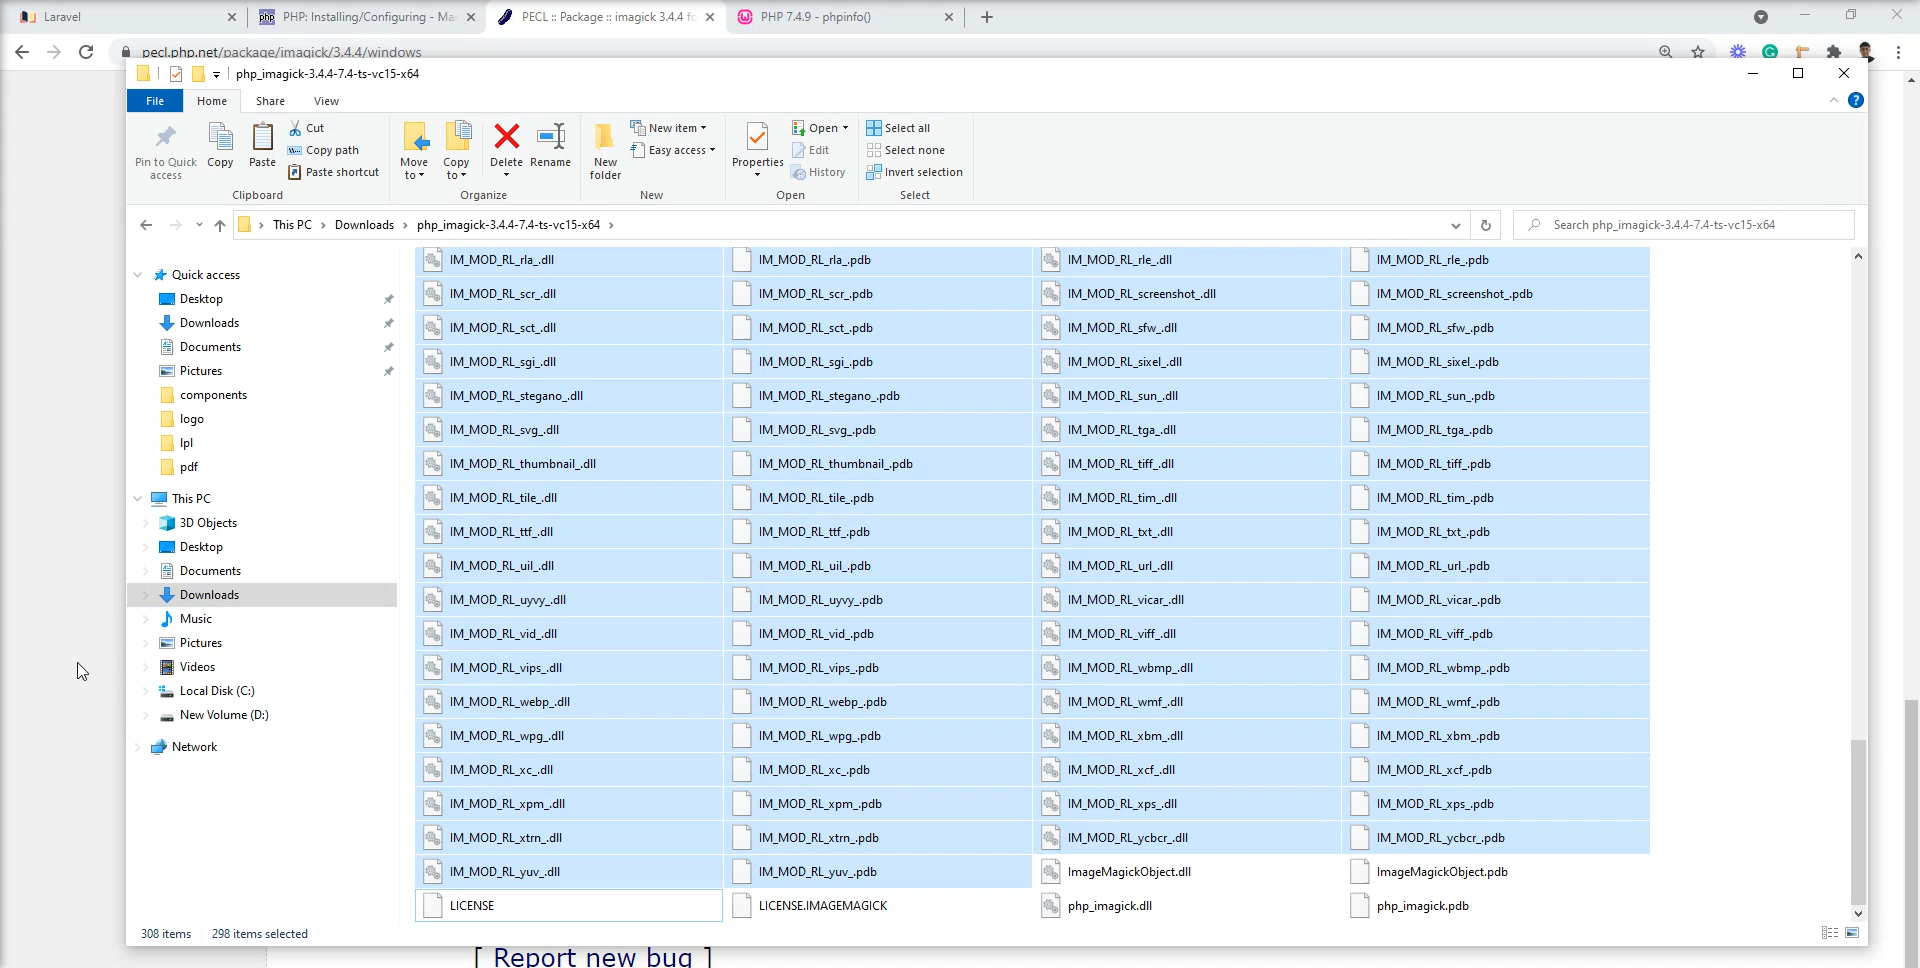 Laravel
php PHP: Installing/Configuring - Ma
PECL :: Package :: imagick 3.4.4 fo
PHP 7.4.9 - phpinfo()
pecl.php.net/package/imagick/3.4.4/windows
php_imagick-3.4.4-7.4-ts-vc15-x64
File Home Share View
Pin to Quick access
Copy
Paste
Cut
Copy path
Paste shortcut
Clipboard
Move to
Copy to
Delete
Rename
Organize
New folder
New item
Easy access
New
Properties
Open
Edit
History
Open
Select all
Select none
Invert selection
Select
This PC Downloads php_imagick-3.4.4-7.4-ts-vc15-x64
Search php_imagick-3.4.4-7.4-ts-vc15-x64
Quick access
Desktop
Downloads
Documents
Pictures
components
logo
lpl
pdf
This PC
3D Objects
Desktop
Documents
Downloads
Music
Pictures
Videos
Local Disk (C:)
New Volume (D:)
Network
IM_MOD_RL_rla_.dll IM_MOD_RL_rla_.pdb IM_MOD_RL_rle_.dll IM_MOD_RL_rle_.pdb
IM_MOD_RL_scr_.dll IM_MOD_RL_scr_.pdb IM_MOD_RL_screenshot_.dll IM_MOD_RL_screenshot_.pdb
IM_MOD_RL_sct_.dll IM_MOD_RL_sct_.pdb IM_MOD_RL_sfw_.dll IM_MOD_RL_sfw_.pdb
IM_MOD_RL_sgi_.dll IM_MOD_RL_sgi_.pdb IM_MOD_RL_sixel_.dll IM_MOD_RL_sixel_.pdb
IM_MOD_RL_stegano_.dll IM_MOD_RL_stegano_.pdb IM_MOD_RL_sun_.dll IM_MOD_RL_sun_.pdb
IM_MOD_RL_svg_.dll IM_MOD_RL_svg_.pdb IM_MOD_RL_tga_.dll IM_MOD_RL_tga_.pdb
IM_MOD_RL_thumbnail_.dll IM_MOD_RL_thumbnail_.pdb IM_MOD_RL_tiff_.dll IM_MOD_RL_tiff_.pdb
IM_MOD_RL_tile_.dll IM_MOD_RL_tile_.pdb IM_MOD_RL_tim_.dll IM_MOD_RL_tim_.pdb
IM_MOD_RL_ttf_.dll IM_MOD_RL_ttf_.pdb IM_MOD_RL_txt_.dll IM_MOD_RL_txt_.pdb
IM_MOD_RL_uil_.dll IM_MOD_RL_uil_.pdb IM_MOD_RL_url_.dll IM_MOD_RL_url_.pdb
IM_MOD_RL_uyvy_.dll IM_MOD_RL_uyvy_.pdb IM_MOD_RL_vicar_.dll IM_MOD_RL_vicar_.pdb
IM_MOD_RL_vid_.dll IM_MOD_RL_vid_.pdb IM_MOD_RL_viff_.dll IM_MOD_RL_viff_.pdb
IM_MOD_RL_vips_.dll IM_MOD_RL_vips_.pdb IM_MOD_RL_wbmp_.dll IM_MOD_RL_wbmp_.pdb
IM_MOD_RL_webp_.dll IM_MOD_RL_webp_.pdb IM_MOD_RL_wmf_.dll IM_MOD_RL_wmf_.pdb
IM_MOD_RL_wpg_.dll IM_MOD_RL_wpg_.pdb IM_MOD_RL_xbm_.dll IM_MOD_RL_xbm_.pdb
IM_MOD_RL_xc_.dll IM_MOD_RL_xc_.pdb IM_MOD_RL_xcf_.dll IM_MOD_RL_xcf_.pdb
IM_MOD_RL_xpm_.dll IM_MOD_RL_xpm_.pdb IM_MOD_RL_xps_.dll IM_MOD_RL_xps_.pdb
IM_MOD_RL_xtrn_.dll IM_MOD_RL_xtrn_.pdb IM_MOD_RL_ycbcr_.dll IM_MOD_RL_ycbcr_.pdb
IM_MOD_RL_yuv_.dll IM_MOD_RL_yuv_.pdb ImageMagickObject.dll ImageMagickObject.pdb
LICENSE LICENSE.IMAGEMAGICK php_imagick.dll php_imagick.pdb
308 items 298 items selected
[ Report new bug ]